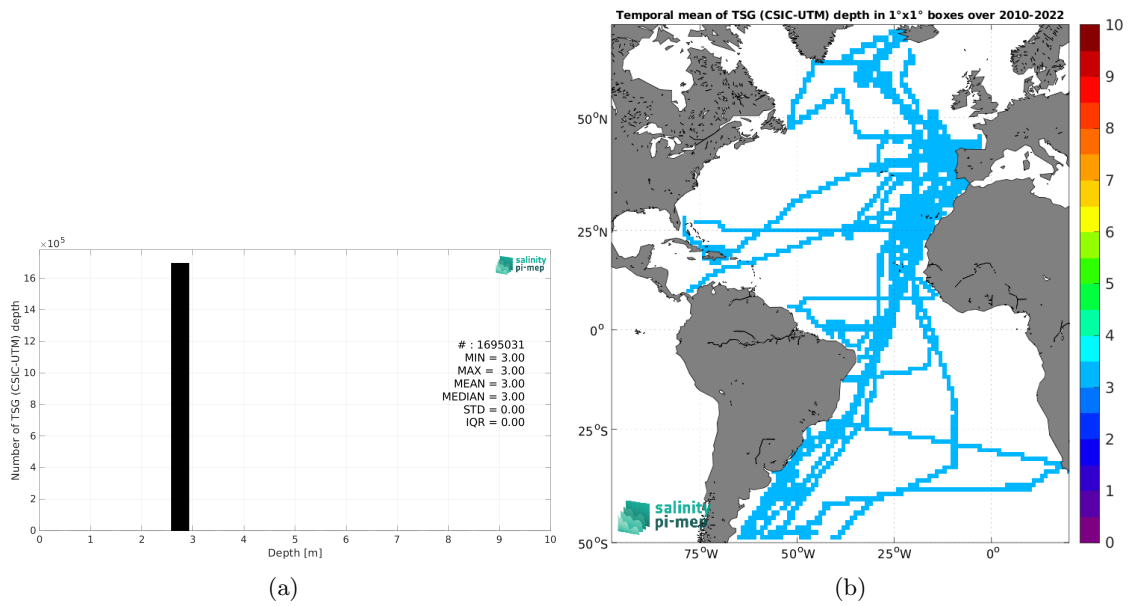 ×10⁵
16
14
12
10
8
6
4
2
0
Number of TSG (CSIC-UTM) depth
0 1 2 3 4 5 6 7 8 9 10
Depth [m]
salinity
pi-mep
# : 1695031
MIN = 3.00
MAX = 3.00
MEAN = 3.00
MEDIAN = 3.00
STD = 0.00
IQR = 0.00
(a)
Temporal mean of TSG (CSIC-UTM) depth in 1°x1° boxes over 2010-2022
50°N
25°N
0°
25°S
50°S
75°W 50°W 25°W 0°
salinity
pi-mep
10
9
8
7
6
5
4
3
2
1
0
(b)